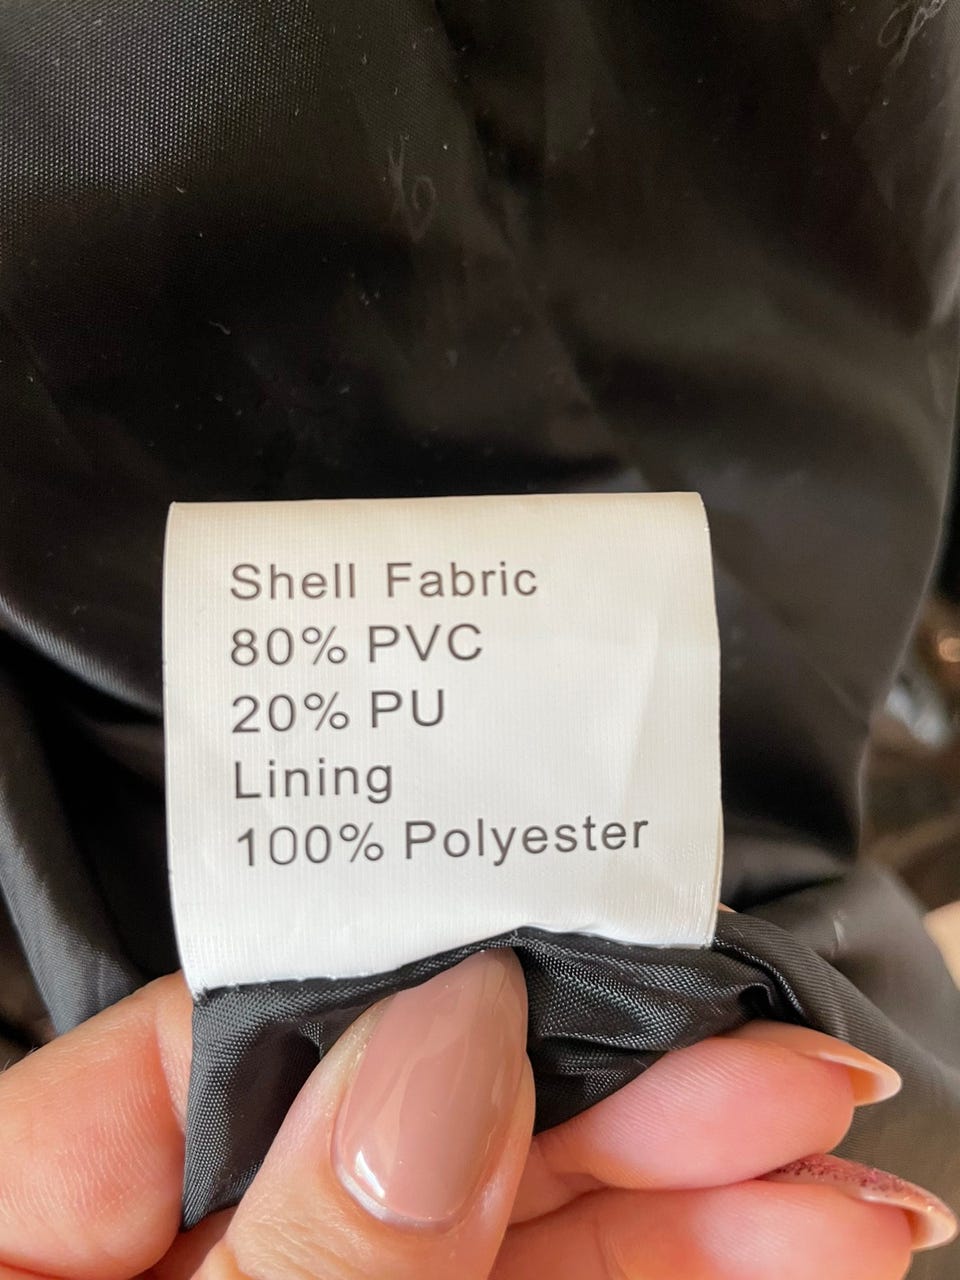 Shell Fabric
80% PVC
20% PU
Lining
100% Polyester